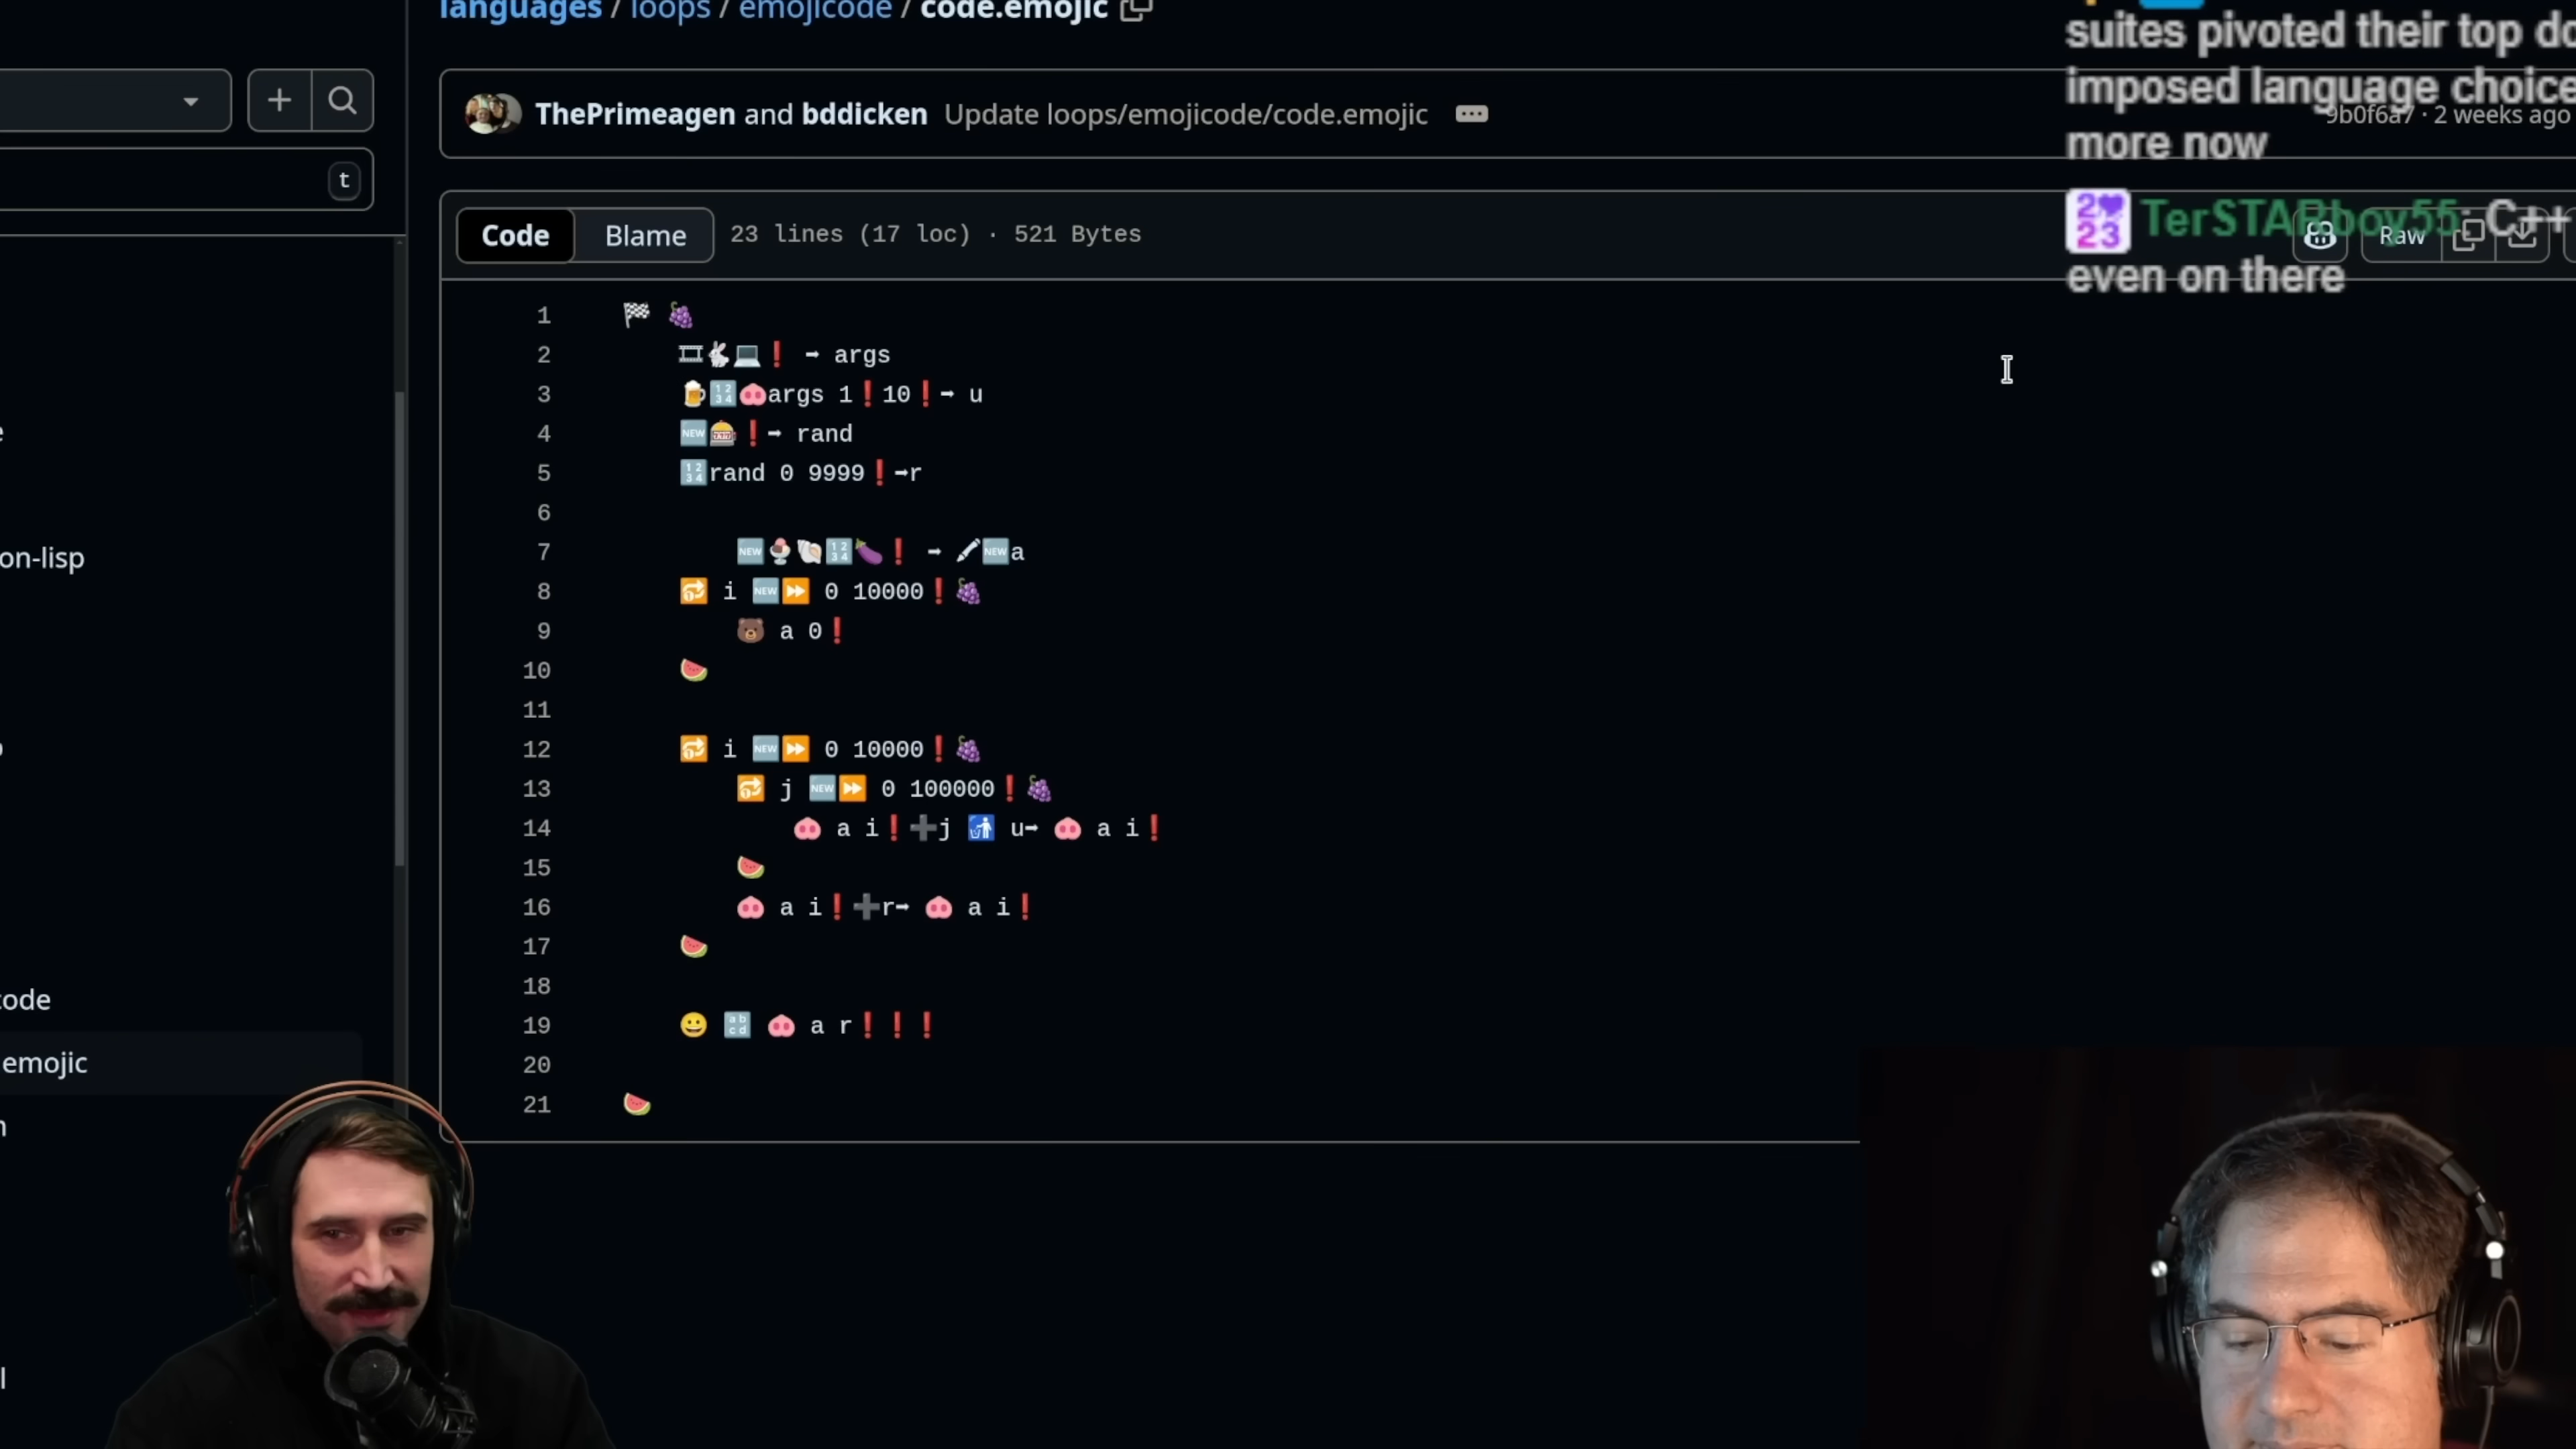 languages / loops / emojicode / code.emojic
ThePrimeagen and bddicken Update loops/emojicode/code.emojic
9b0f6a7 · 2 weeks ago
t
Code Blame 23 lines (17 loc) · 521 Bytes
Raw
1 🏁 🍇
2 🎞🐇💻❗ ➡ args
3 🍺🔢🐽args 1❗10❗➡ u
4 🆕🎰❗➡ rand
5 🔢rand 0 9999❗➡r
6
7 🆕🍨🐚🔢🍆❗ ➡ 🖍🆕a
8 🔂 i 🆕⏩ 0 10000❗🍇
9 🐻 a 0❗
10 🍉
11
12 🔂 i 🆕⏩ 0 10000❗🍇
13 🔂 j 🆕⏩ 0 100000❗🍇
14 🐽 a i❗➕j 🚮 u➡ 🐽 a i❗
15 🍉
16 🐽 a i❗➕r➡ 🐽 a i❗
17 🍉
18
19 😀 🔡 🐽 a r❗❗❗
20
21 🍉
on-lisp
code
emojic
suites pivoted their top do
imposed language choice
more now
TerSTARboy55: C++
even on there